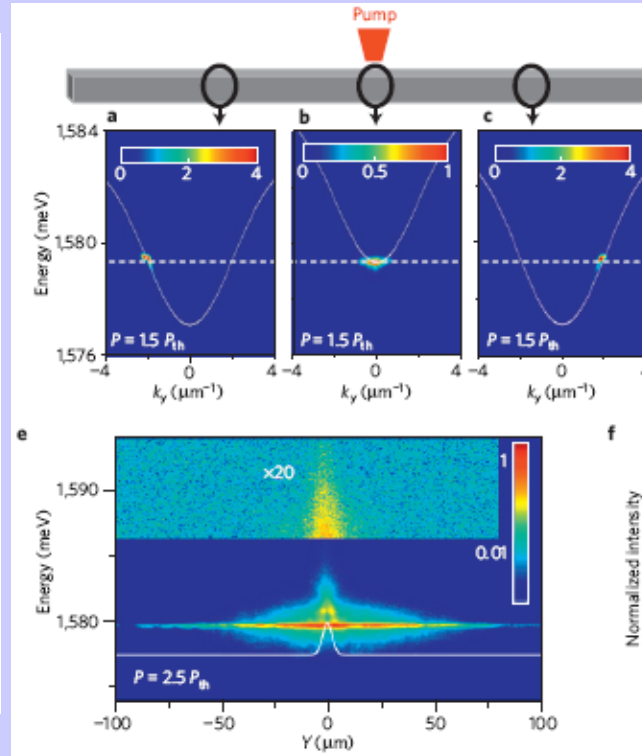 Pump
a b c
1,584
1,580
1,576
Energy (meV)
0 2 4
0 0.5 1
0 2 4
P = 1.5 Pth
P = 1.5 Pth
P = 1.5 Pth
−4 0 4
−4 0 4
−4 0 4
ky (μm−1)
ky (μm−1)
ky (μm−1)
e
f
×20
1
0.01
1,590
1,580
Energy (meV)
Normalized intensity
P = 2.5 Pth
−100 −50 0 50 100
Y (μm)